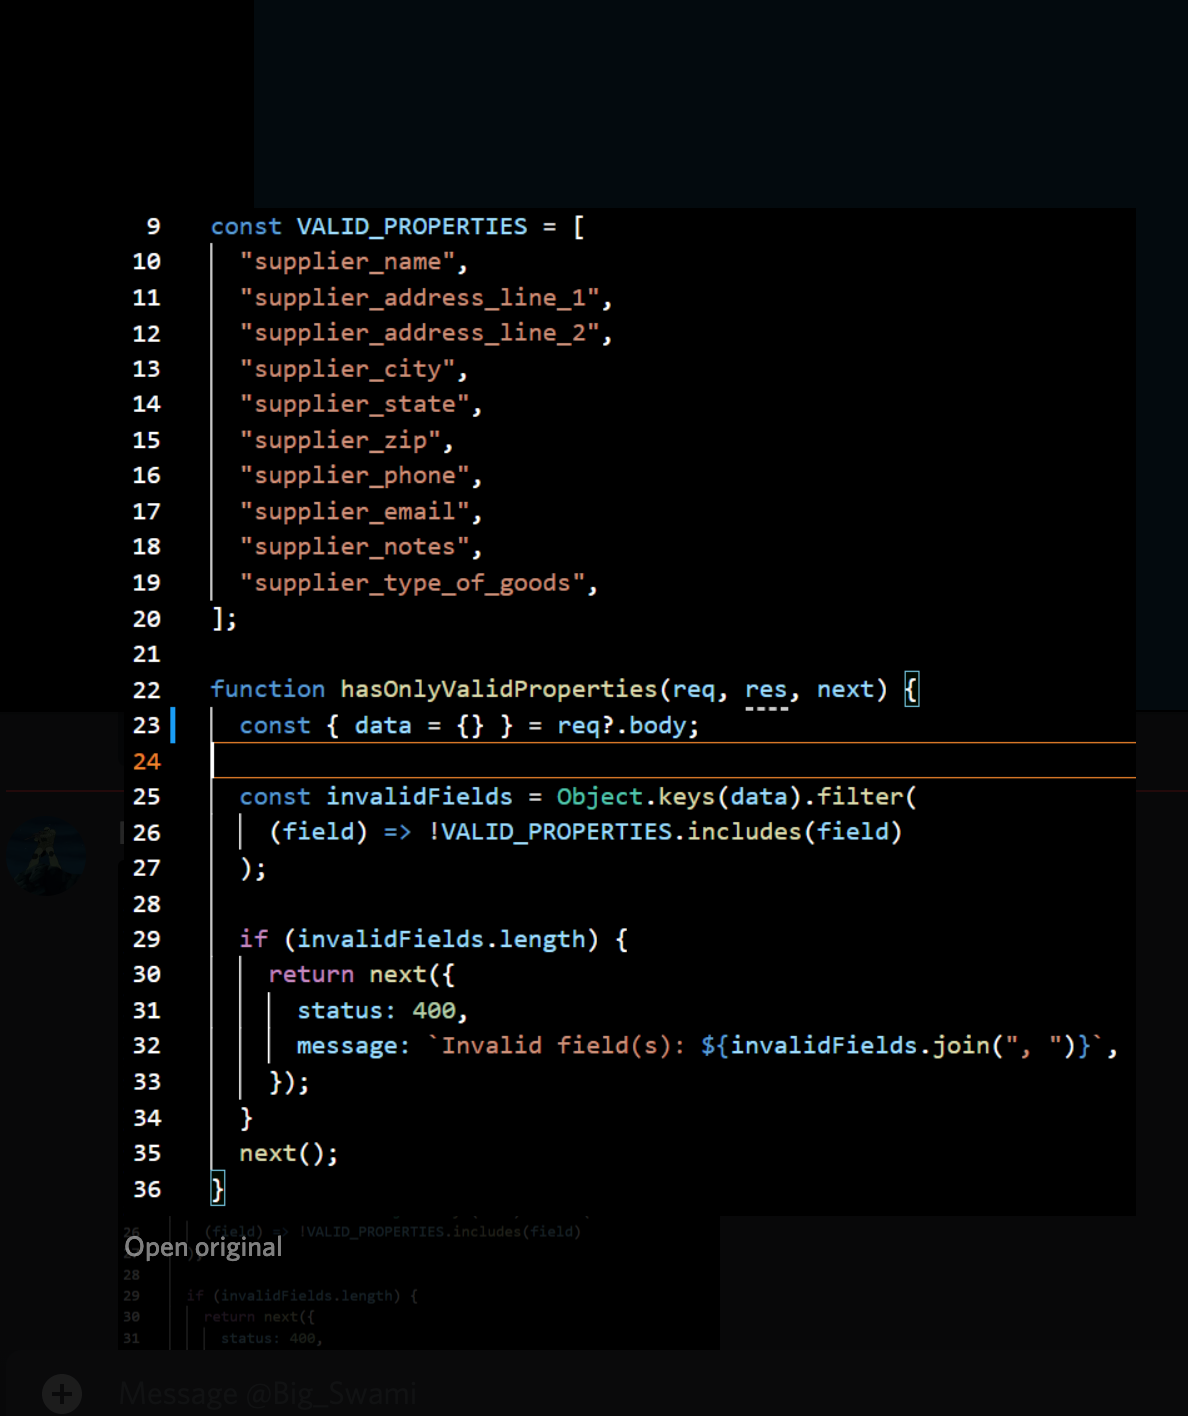 9 const VALID_PROPERTIES = [
10 "supplier_name",
11 "supplier_address_line_1",
12 "supplier_address_line_2",
13 "supplier_city",
14 "supplier_state",
15 "supplier_zip",
16 "supplier_phone",
17 "supplier_email",
18 "supplier_notes",
19 "supplier_type_of_goods",
20 ];
21
22 function hasOnlyValidProperties(req, res, next) {
23 const { data = {} } = req?.body;
24
25 const invalidFields = Object.keys(data).filter(
26 (field) => !VALID_PROPERTIES.includes(field)
27 );
28
29 if (invalidFields.length) {
30 return next({
31 status: 400,
32 message: `Invalid field(s): ${invalidFields.join(", ")}`,
33 });
34 }
35 next();
36 }
26 (field) => !VALID_PROPERTIES.includes(field)
Open original
28
29 if (invalidFields.length) {
30 return next({
31 status: 400,
Message @Big_Swami